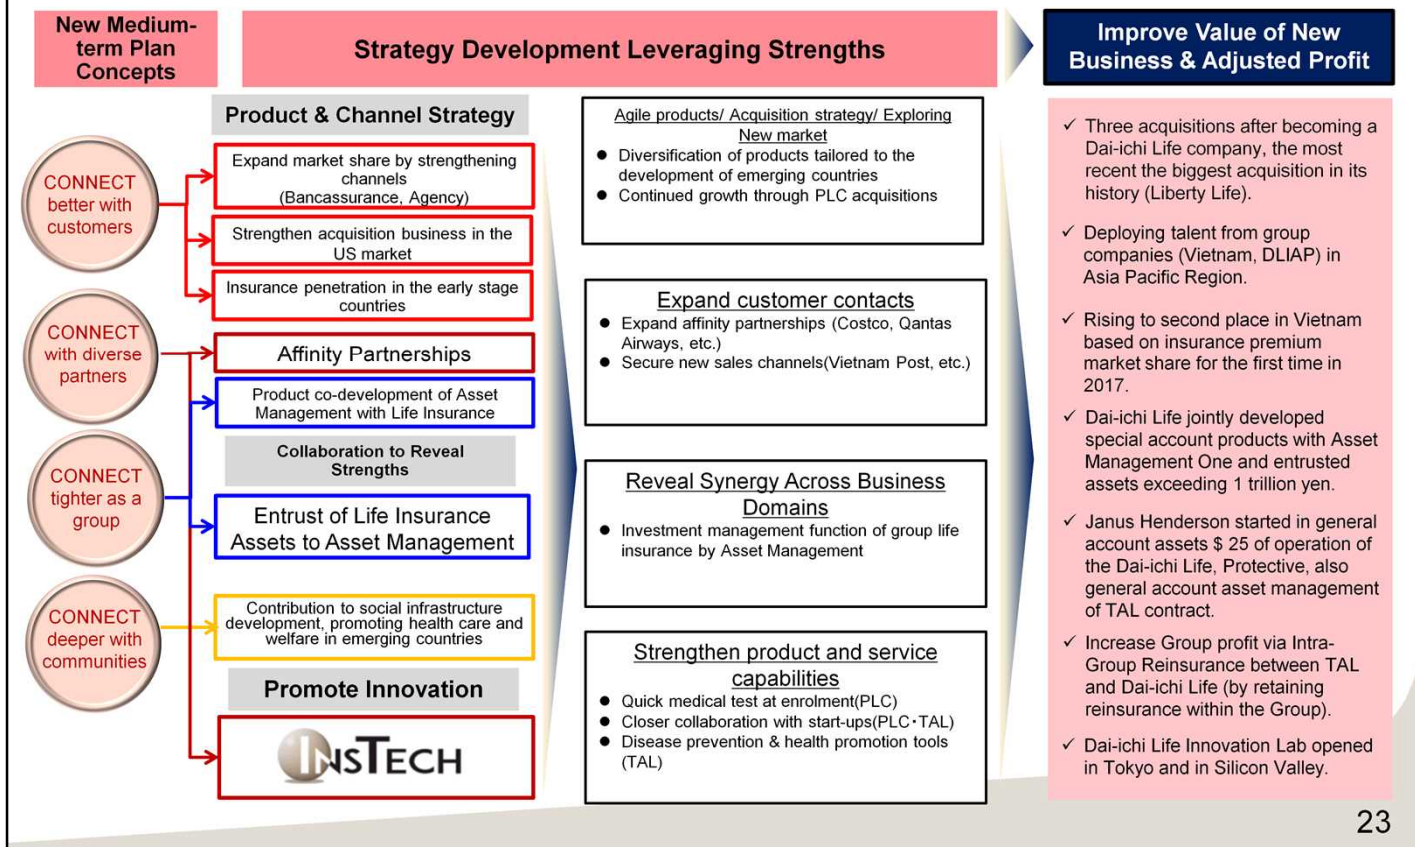 New Medium-
term Plan
Concepts
Strategy Development Leveraging Strengths
Improve Value of New
Business & Adjusted Profit
CONNECT
better with
customers
CONNECT
with diverse
partners
CONNECT
tighter as a
group
CONNECT
deeper with
communities
Product & Channel Strategy
Expand market share by strengthening
channels
(Bancassurance, Agency)
Strengthen acquisition business in the
US market
Insurance penetration in the early stage
countries
Affinity Partnerships
Product co-development of Asset
Management with Life Insurance
Collaboration to Reveal
Strengths
Entrust of Life Insurance
Assets to Asset Management
Contribution to social infrastructure
development, promoting health care and
welfare in emerging countries
Promote Innovation
INSTECH
Agile products/ Acquisition strategy/ Exploring
New market
● Diversification of products tailored to the
development of emerging countries
● Continued growth through PLC acquisitions
Expand customer contacts
● Expand affinity partnerships (Costco, Qantas
Airways, etc.)
● Secure new sales channels(Vietnam Post, etc.)
Reveal Synergy Across Business
Domains
● Investment management function of group life
insurance by Asset Management
Strengthen product and service
capabilities
● Quick medical test at enrolment(PLC)
● Closer collaboration with start-ups(PLC・TAL)
● Disease prevention & health promotion tools
(TAL)
✓ Three acquisitions after becoming a
Dai-ichi Life company, the most
recent the biggest acquisition in its
history (Liberty Life).
✓ Deploying talent from group
companies (Vietnam, DLIAP) in
Asia Pacific Region.
✓ Rising to second place in Vietnam
based on insurance premium
market share for the first time in
2017.
✓ Dai-ichi Life jointly developed
special account products with Asset
Management One and entrusted
assets exceeding 1 trillion yen.
✓ Janus Henderson started in general
account assets $ 25 of operation of
the Dai-ichi Life, Protective, also
general account asset management
of TAL contract.
✓ Increase Group profit via Intra-
Group Reinsurance between TAL
and Dai-ichi Life (by retaining
reinsurance within the Group).
✓ Dai-ichi Life Innovation Lab opened
in Tokyo and in Silicon Valley.
23